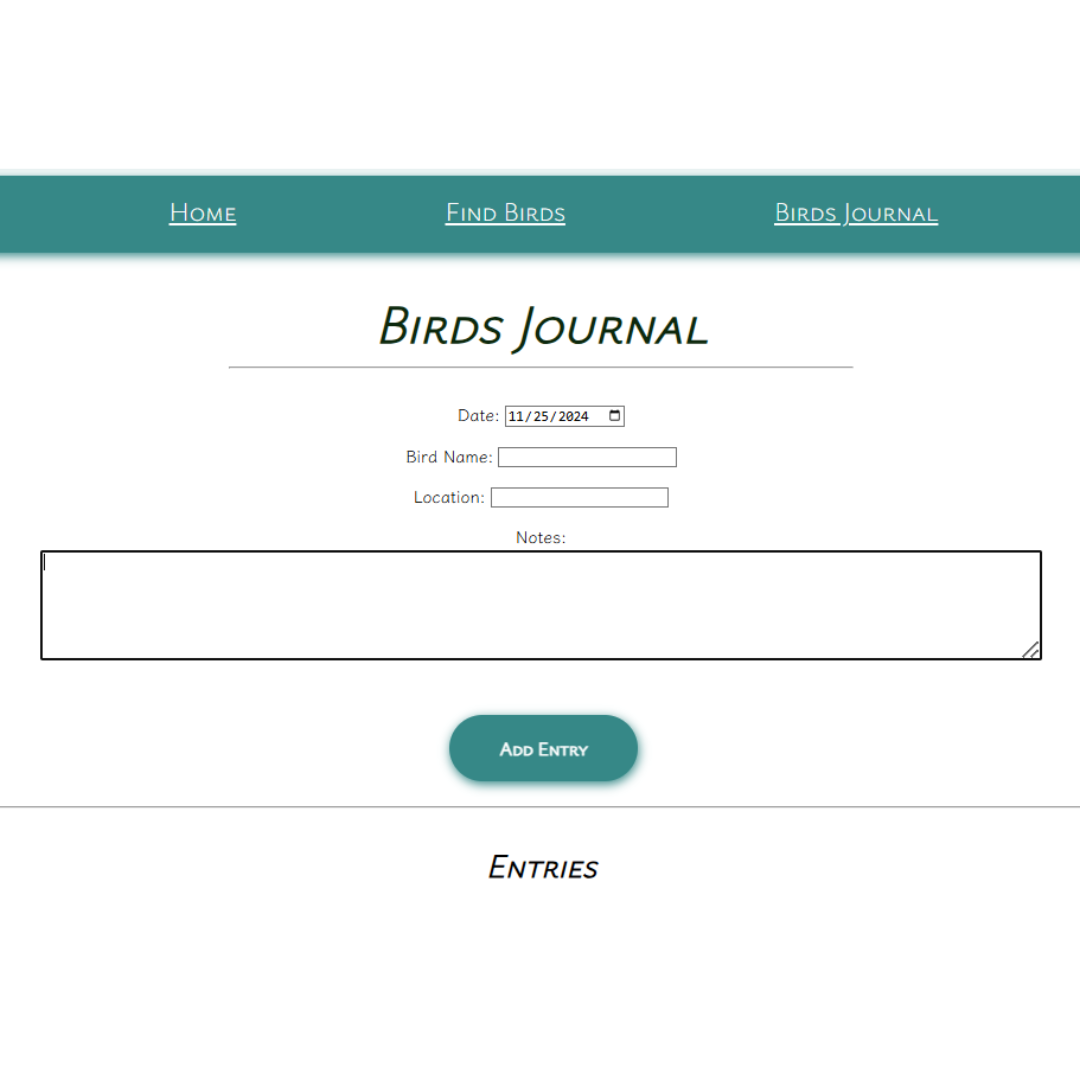 Home Find Birds Birds Journal
Birds Journal
Date: 11/25/2024
Bird Name:
Location:
Notes:
Add Entry
Entries